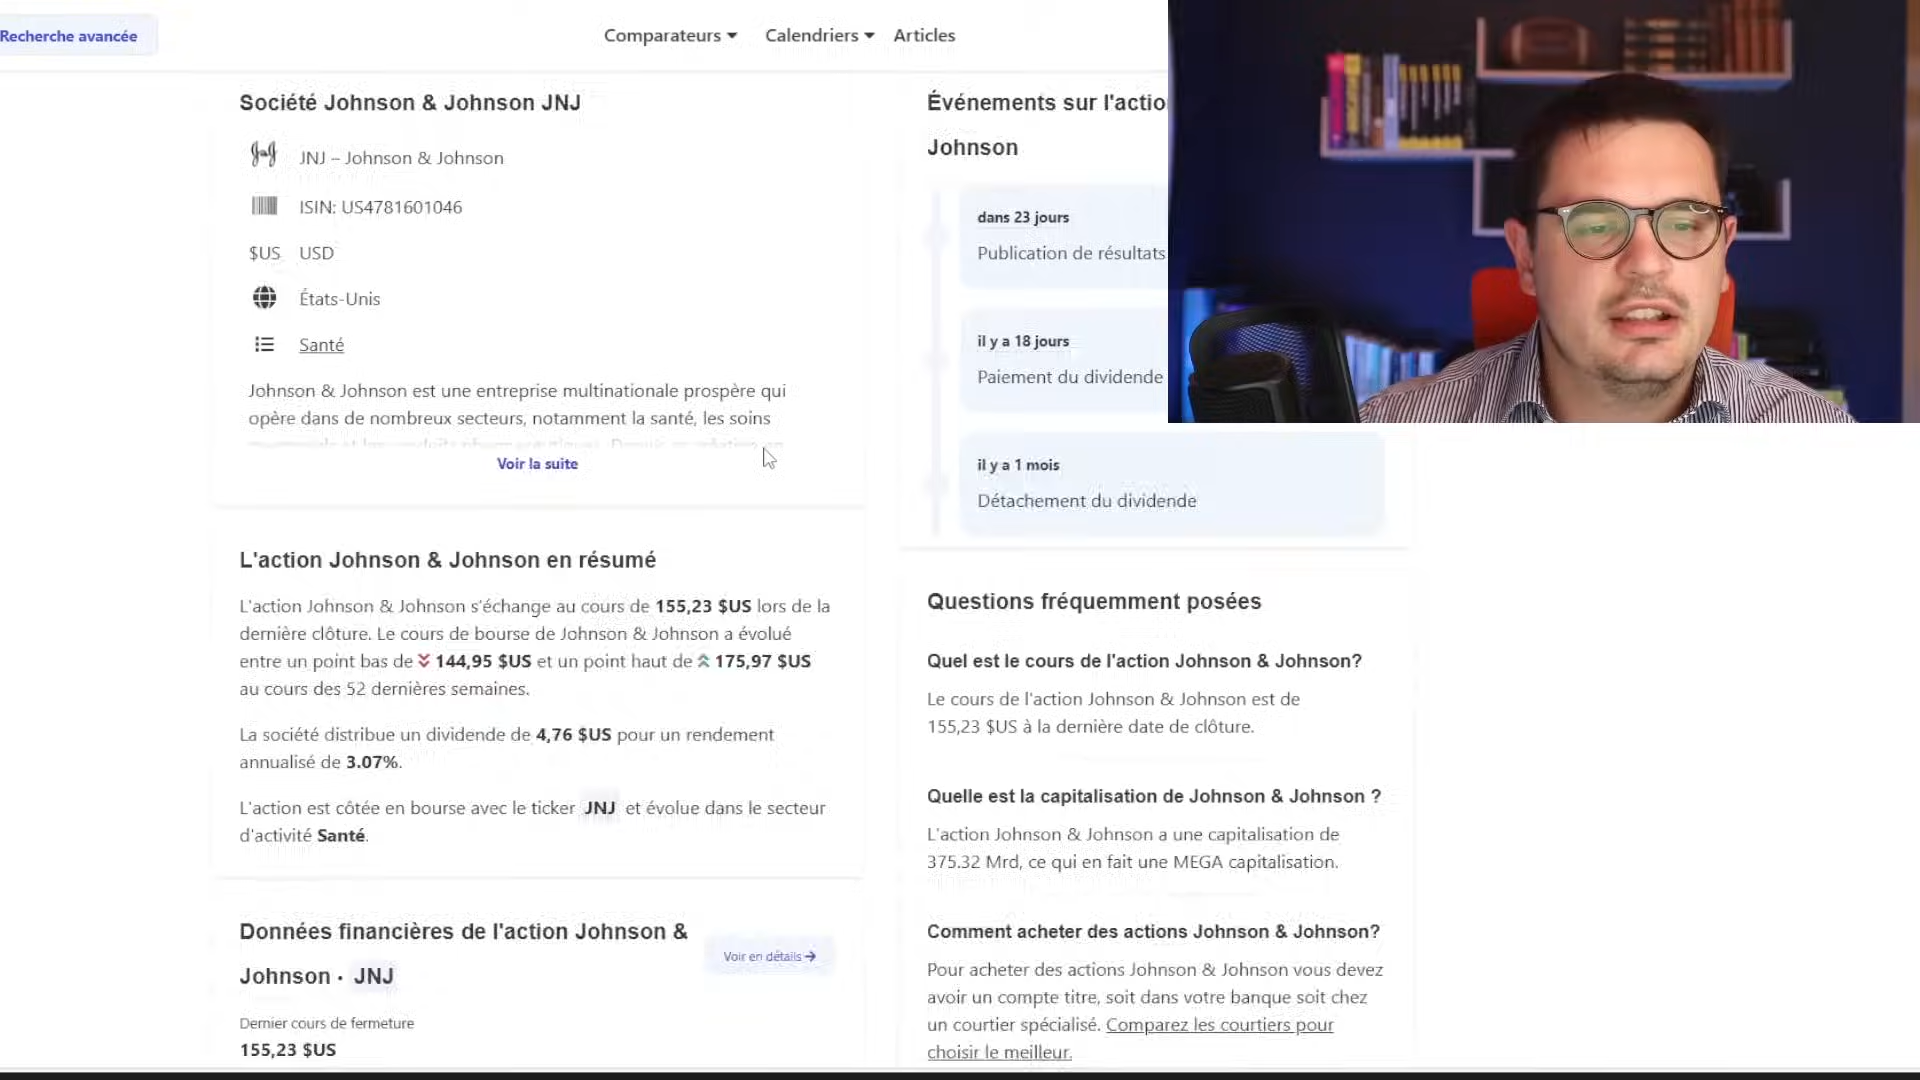 Recherche avancée
Comparateurs
Calendriers
Articles
Société Johnson & Johnson JNJ
JNJ – Johnson & Johnson
ISIN: US4781601046
$US USD
États-Unis
Santé
Johnson & Johnson est une entreprise multinationale prospère qui
opère dans de nombreux secteurs, notamment la santé, les soins
Voir la suite
L'action Johnson & Johnson en résumé
L'action Johnson & Johnson s'échange au cours de 155,23 $US lors de la
dernière clôture. Le cours de bourse de Johnson & Johnson a évolué
entre un point bas de 144,95 $US et un point haut de 175,97 $US
au cours des 52 dernières semaines.
La société distribue un dividende de 4,76 $US pour un rendement
annualisé de 3.07%.
L'action est côtée en bourse avec le ticker JNJ et évolue dans le secteur
d'activité Santé.
Données financières de l'action Johnson &
Johnson · JNJ
Voir en détails
Dernier cours de fermeture
155,23 $US
Événements sur l'actio
Johnson
dans 23 jours
Publication de résultats
il y a 18 jours
Paiement du dividende
il y a 1 mois
Détachement du dividende
Questions fréquemment posées
Quel est le cours de l'action Johnson & Johnson?
Le cours de l'action Johnson & Johnson est de
155,23 $US à la dernière date de clôture.
Quelle est la capitalisation de Johnson & Johnson ?
L'action Johnson & Johnson a une capitalisation de
375.32 Mrd, ce qui en fait une MEGA capitalisation.
Comment acheter des actions Johnson & Johnson?
Pour acheter des actions Johnson & Johnson vous devez
avoir un compte titre, soit dans votre banque soit chez
un courtier spécialisé. Comparez les courtiers pour
choisir le meilleur.